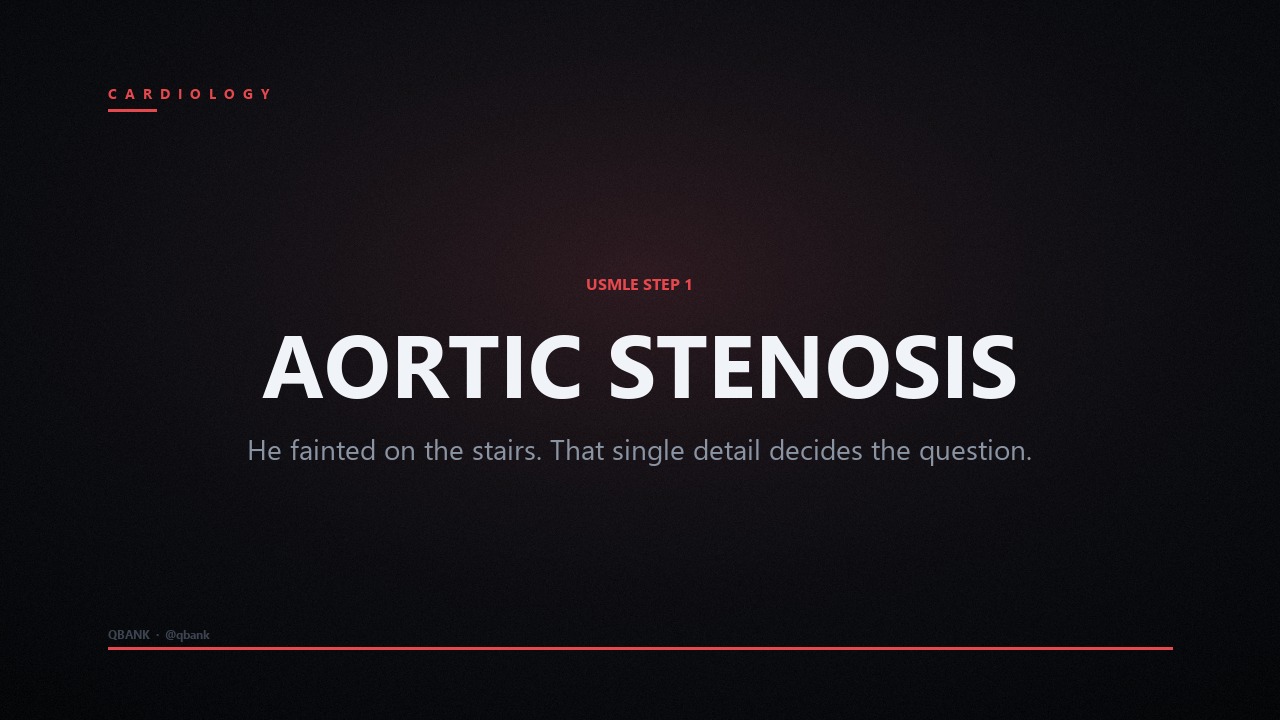 CARDIOLOGY
USMLE STEP 1
AORTIC STENOSIS
He fainted on the stairs. That single detail decides the question.
QBANK · @qbank